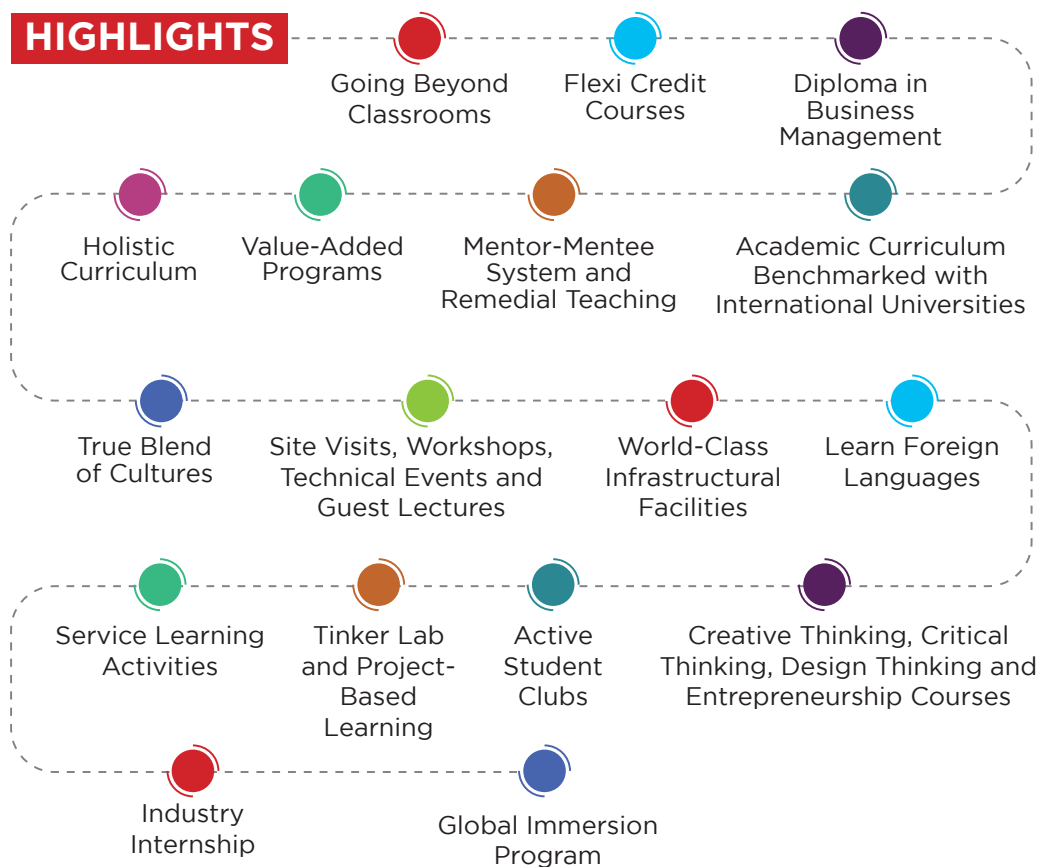 HIGHLIGHTS
Going Beyond
Classrooms
Flexi Credit
Courses
Diploma in
Business
Management
Holistic
Curriculum
Value-Added
Programs
Mentor-Mentee
System and
Remedial Teaching
Academic Curriculum
Benchmarked with
International Universities
True Blend
of Cultures
Site Visits, Workshops,
Technical Events and
Guest Lectures
World-Class
Infrastructural
Facilities
Learn Foreign
Languages
Service Learning
Activities
Tinker Lab
and Project-
Based
Learning
Active
Student
Clubs
Creative Thinking, Critical
Thinking, Design Thinking and
Entrepreneurship Courses
Industry
Internship
Global Immersion
Program